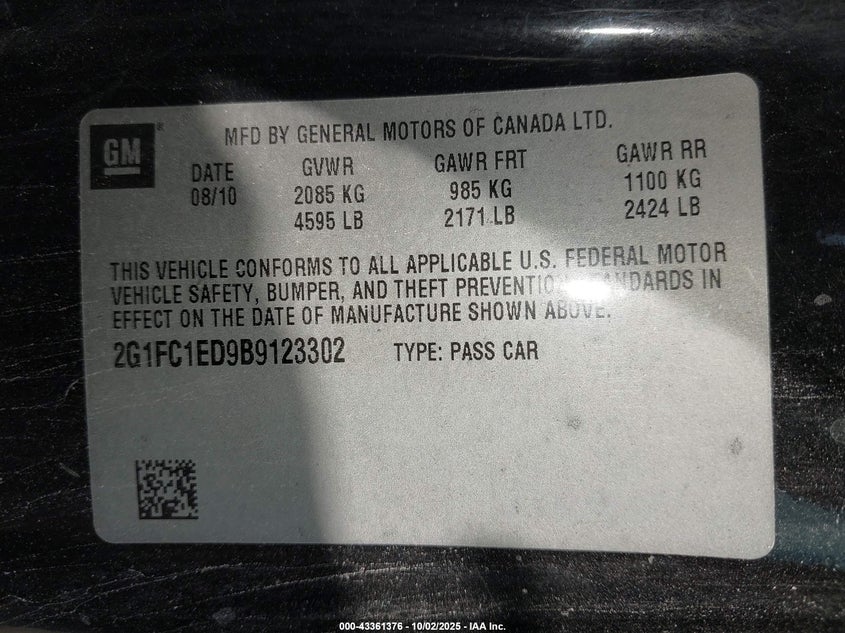 GM ®
MFD BY GENERAL MOTORS OF CANADA LTD.
DATE GVWR GAWR FRT GAWR RR
08/10 2085 KG 985 KG 1100 KG
4595 LB 2171 LB 2424 LB
THIS VEHICLE CONFORMS TO ALL APPLICABLE U.S. FEDERAL MOTOR
VEHICLE SAFETY, BUMPER, AND THEFT PREVENTION STANDARDS IN
EFFECT ON THE DATE OF MANUFACTURE SHOWN ABOVE.
2G1FC1ED9B9123302 TYPE: PASS CAR
000-43361376 - 10/02/2025 - IAA Inc.